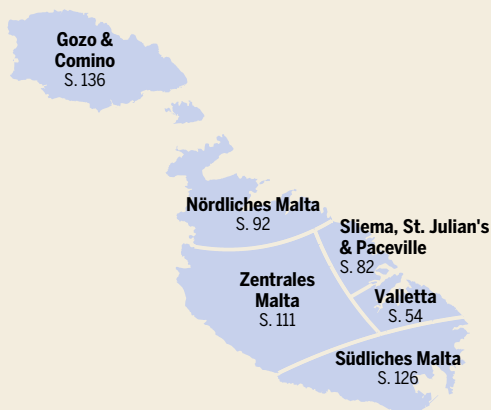 Gozo &
Comino
S. 136
Nördliches Malta
S. 92
Sliema, St. Julian's
& Paceville
S. 82
Zentrales
Malta
S. 111
Valletta
S. 54
Südliches Malta
S. 126